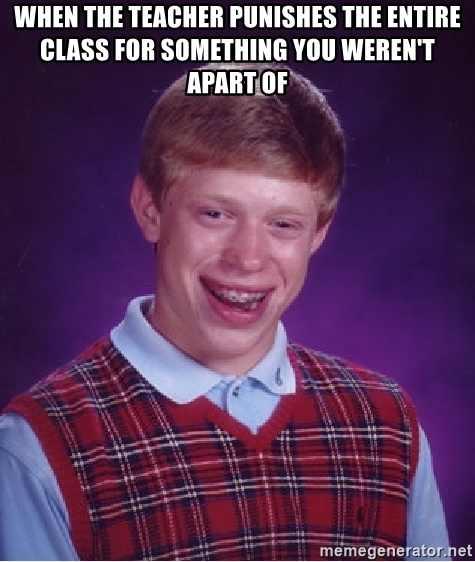 WHEN THE TEACHER PUNISHES THE ENTIRE
CLASS FOR SOMETHING YOU WEREN'T
APART OF
memegenerator.net